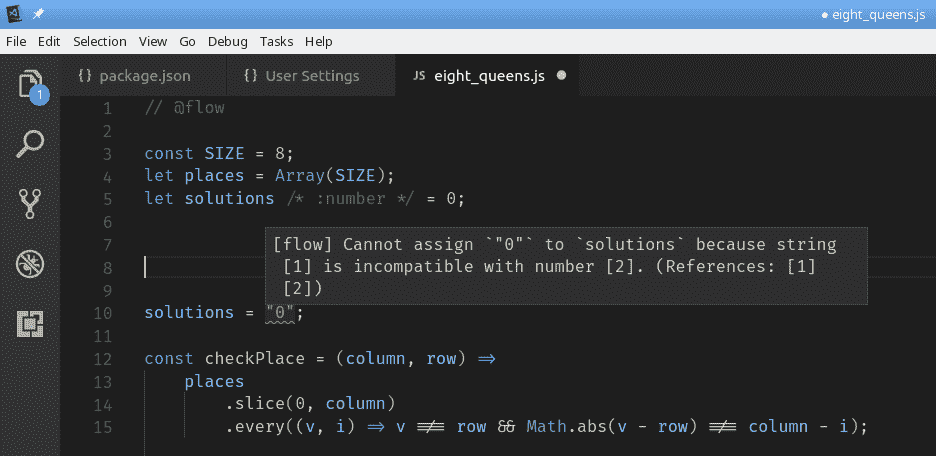 ● eight_queens.js
File Edit Selection View Go Debug Tasks Help
{} package.json {} User Settings JS eight_queens.js ●
1
1 // @flow
2
3 const SIZE = 8;
4 let places = Array(SIZE);
5 let solutions /* :number */ = 0;
6
7
[flow] Cannot assign `"0"` to `solutions` because string
[1] is incompatible with number [2]. (References: [1]
[2])
8
9
10 solutions = "0";
11
12 const checkPlace = (column, row) =>
13 places
14 .slice(0, column)
15 .every((v, i) => v !== row && Math.abs(v - row) !== column - i);